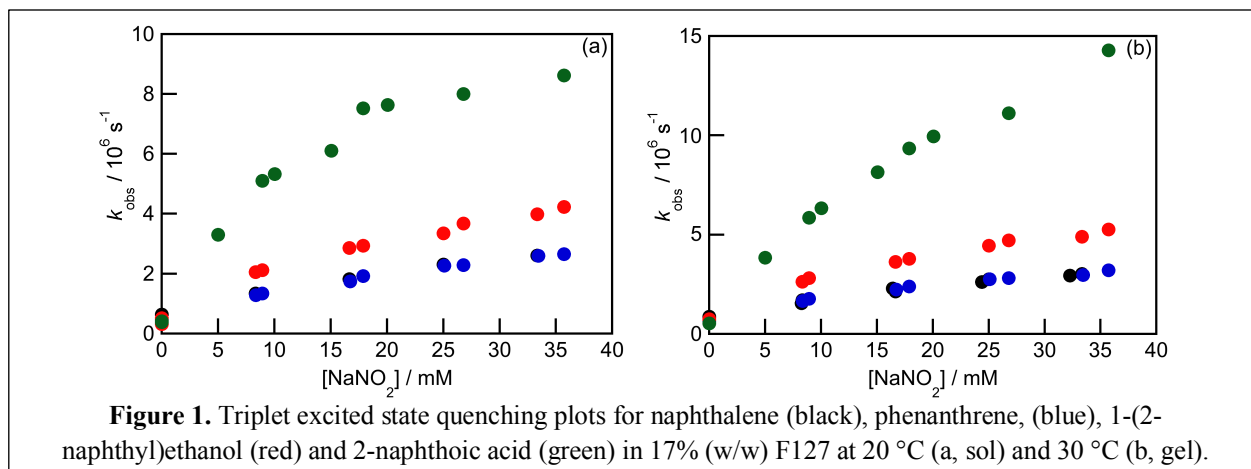 (a)
10
8
6
4
2
0
k_obs / 10^6 s^-1
0 5 10 15 20 25 30 35 40
[NaNO_2] / mM
(b)
15
10
5
0
k_obs / 10^6 s^-1
0 5 10 15 20 25 30 35 40
[NaNO_2] / mM
Figure 1. Triplet excited state quenching plots for naphthalene (black), phenanthrene, (blue), 1-(2-
naphthyl)ethanol (red) and 2-naphthoic acid (green) in 17% (w/w) F127 at 20 °C (a, sol) and 30 °C (b, gel).